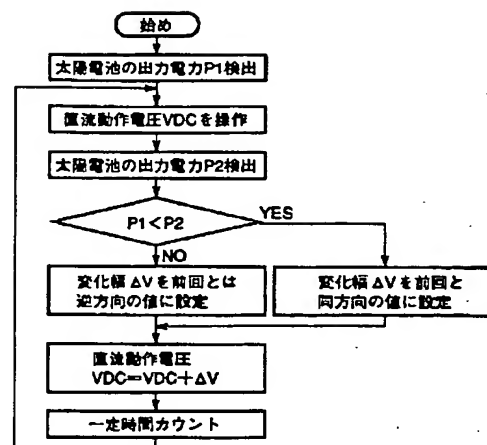 始め
太陽電池の出力電力P1検出
直流動作電圧VDCを操作
太陽電池の出力電力P2検出
P1<P2
YES
NO
変化幅 ΔVを前回とは
逆方向の値に設定
変化幅 ΔVを前回と
同方向の値に設定
直流動作電圧
VDC=VDC+ΔV
一定時間カウント